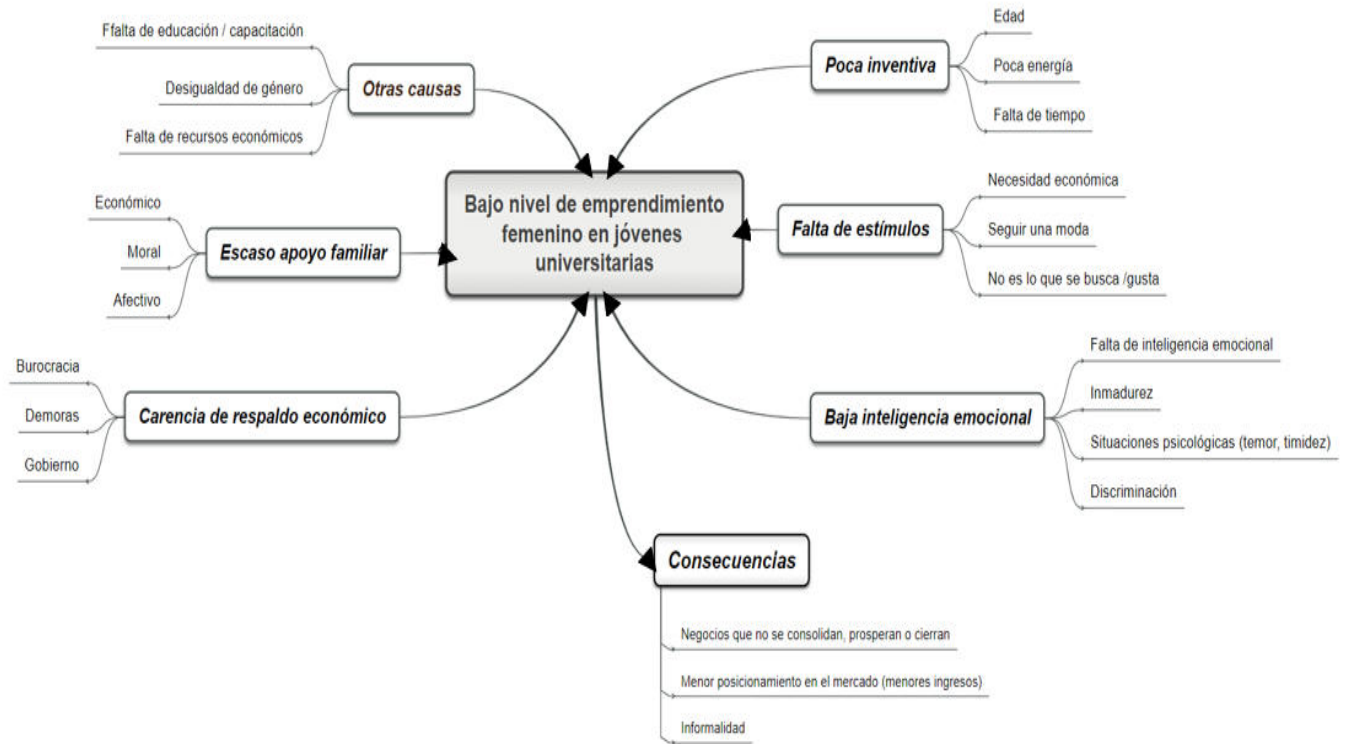 Ffalta de educación / capacitación
Desigualdad de género
Falta de recursos económicos
Otras causas
Edad
Poca energía
Falta de tiempo
Poca inventiva
Bajo nivel de emprendimiento
femenino en jóvenes
universitarias
Económico
Moral
Afectivo
Escaso apoyo familiar
Necesidad económica
Seguir una moda
No es lo que se busca /gusta
Falta de estímulos
Burocracia
Demoras
Gobierno
Carencia de respaldo económico
Falta de inteligencia emocional
Inmadurez
Situaciones psicológicas (temor, timidez)
Discriminación
Baja inteligencia emocional
Consecuencias
Negocios que no se consolidan, prosperan o cierran
Menor posicionamiento en el mercado (menores ingresos)
Informalidad